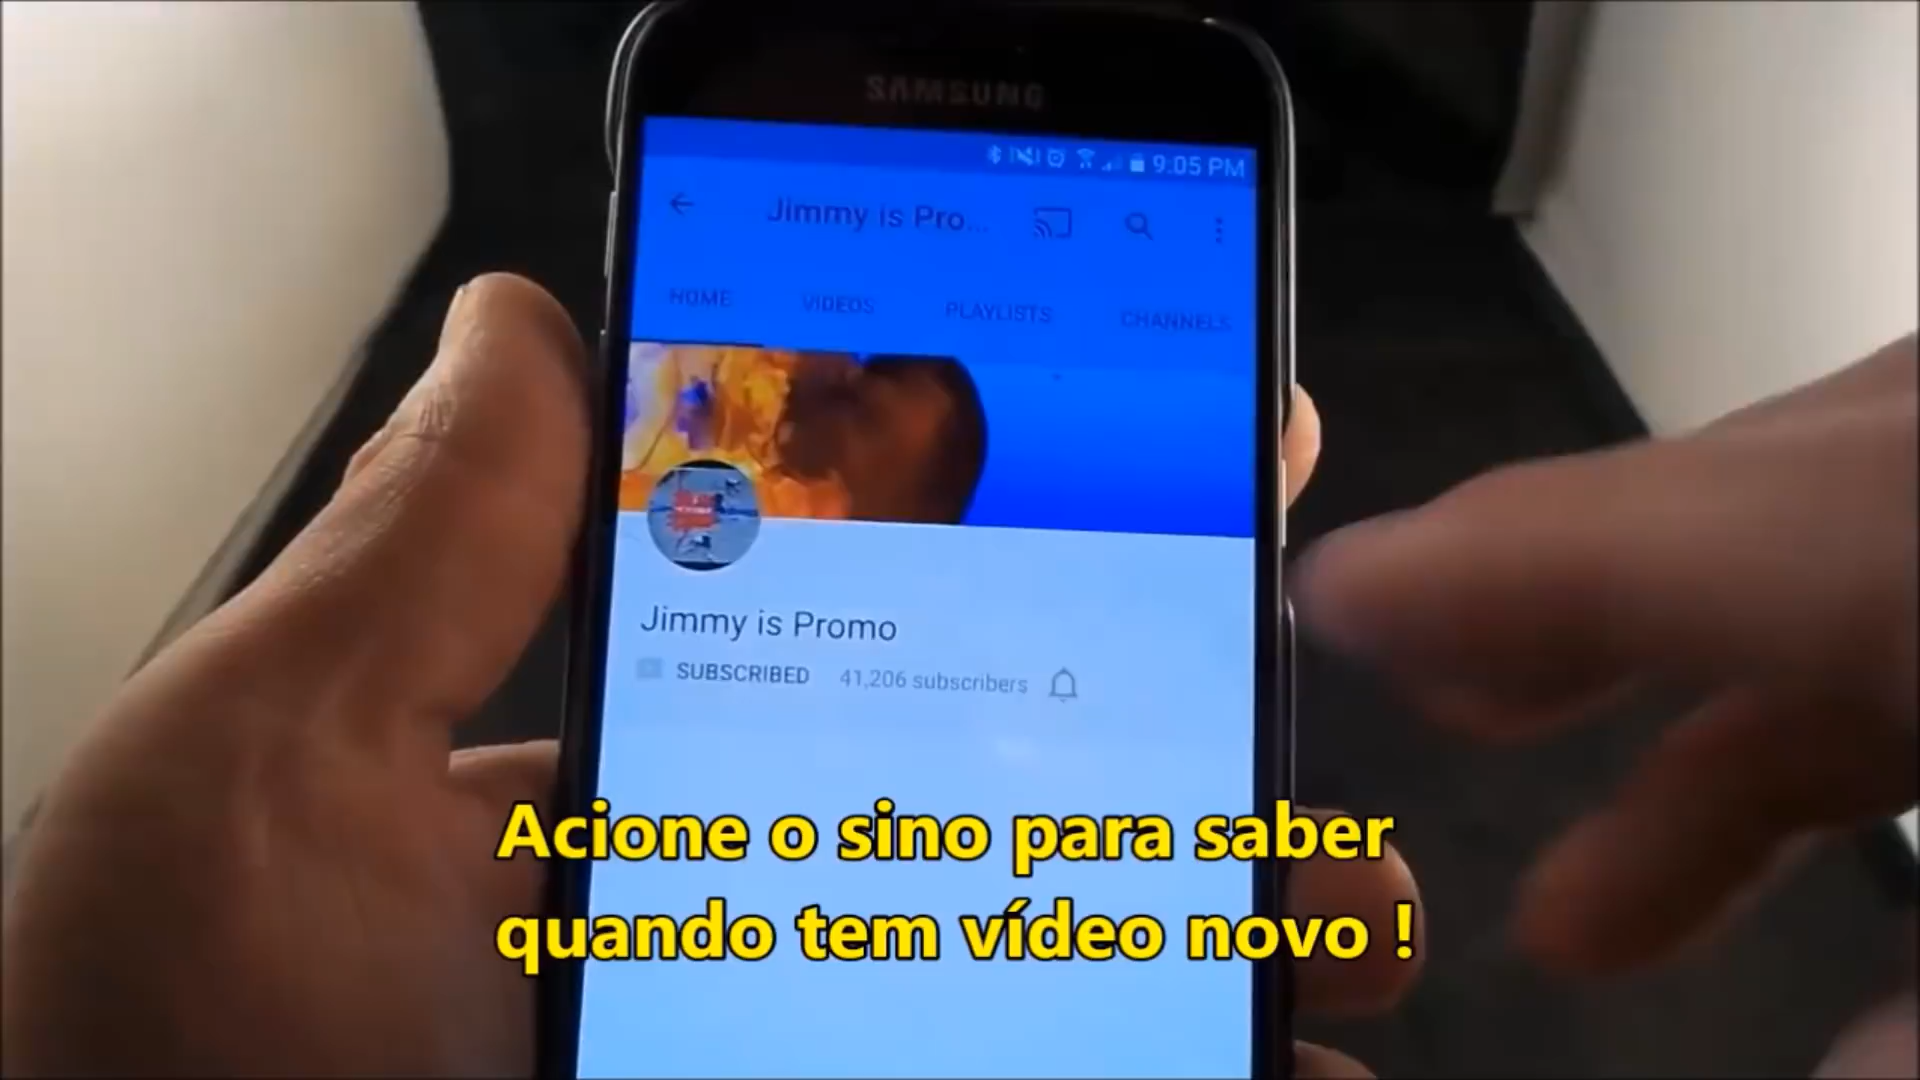 SAMSUNG
9:05 PM
Jimmy is Pro...
HOME VIDEOS PLAYLISTS CHANNELS
Jimmy is Promo
SUBSCRIBED 41,206 subscribers
Acione o sino para saber
quando tem vídeo novo !